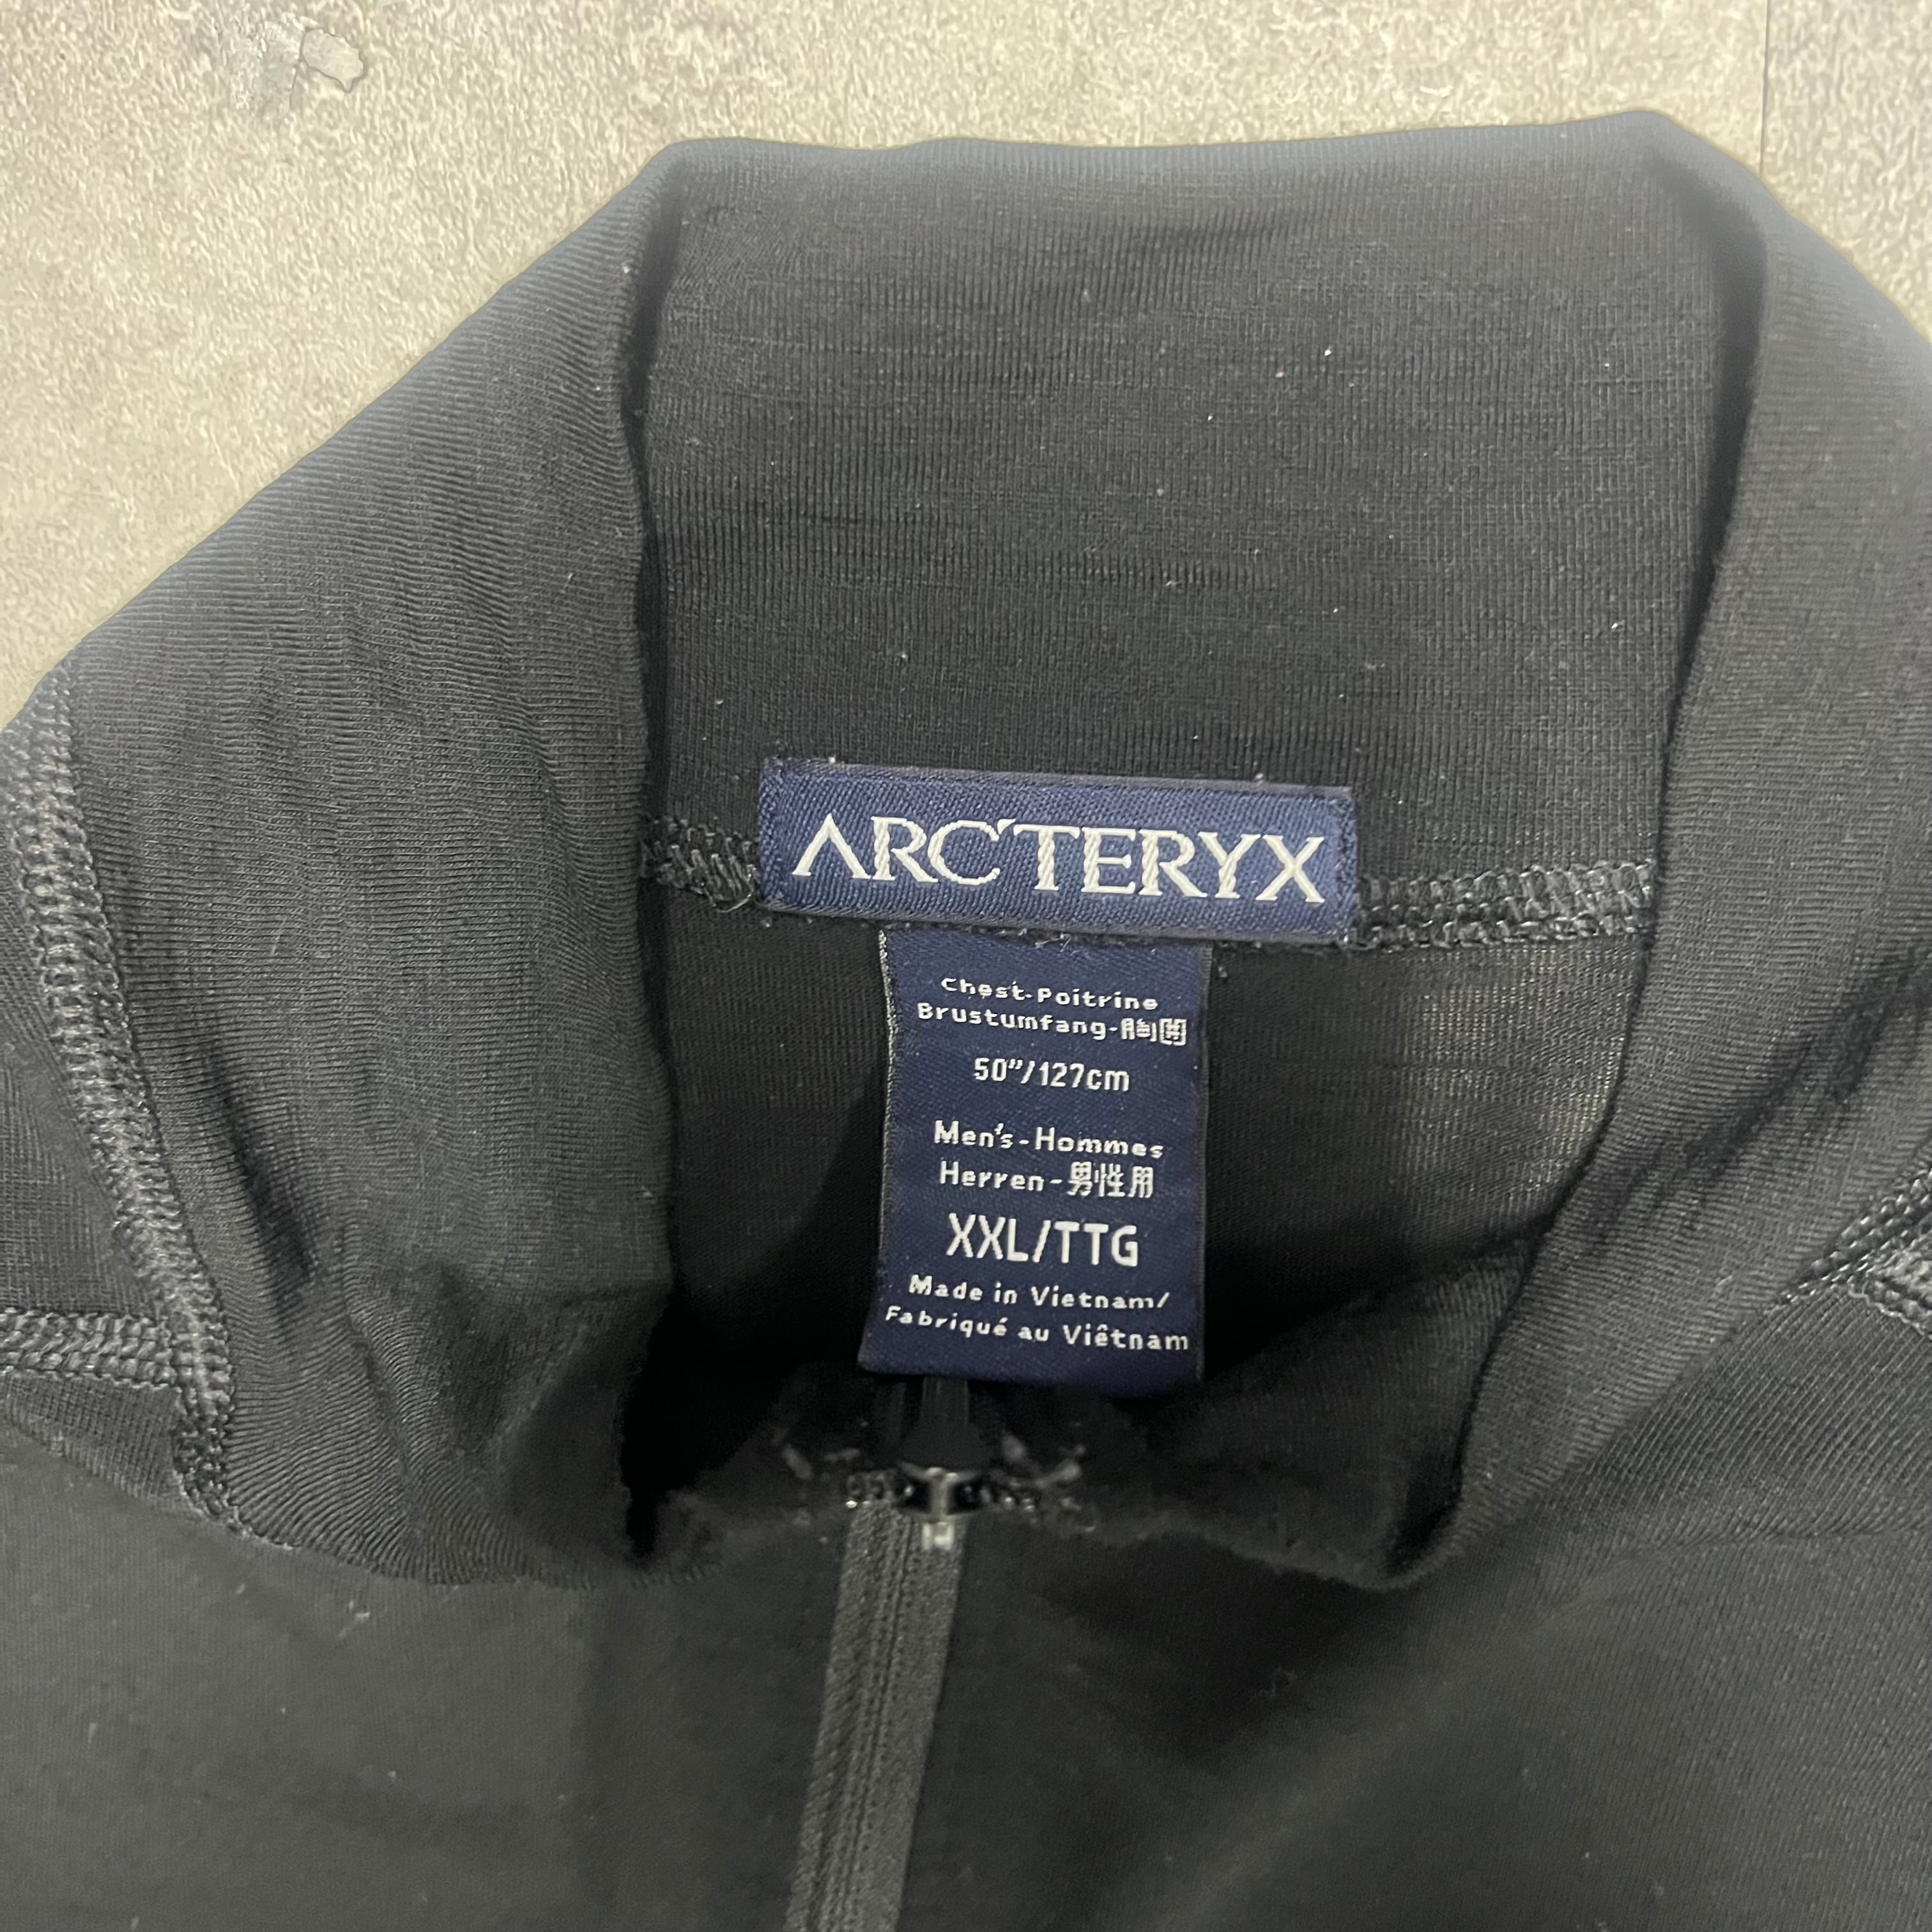 ARC'TERYX
Chest-Poitrine
Brustumfang-胸囲
50"/127cm
Men's-Hommes
Herren-男性用
XXL/TTG
Made in Vietnam/
Fabriqué au Viêtnam